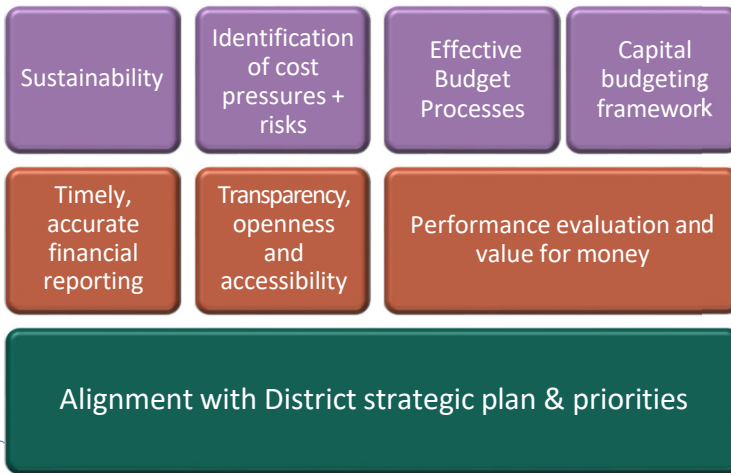 Sustainability
Identification
of cost
pressures +
risks
Effective
Budget
Processes
Capital
budgeting
framework
Timely,
accurate
financial
reporting
Transparency,
openness
and
accessibility
Performance evaluation and
value for money
Alignment with District strategic plan & priorities